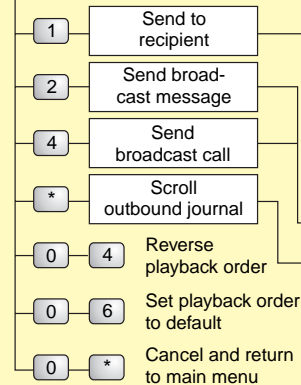 1
Send to
recipient
2
Send broad-
cast message
4
Send
broadcast call
*
Scroll
outbound journal
0 4
Reverse
playback order
0 6
Set playback order
to default
0 *
Cancel and return
to main menu